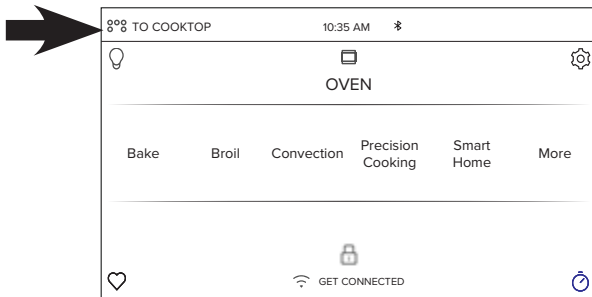 TO COOKTOP 10:35 AM
OVEN
Bake Broil Convection Precision Cooking Smart Home More
GET CONNECTED